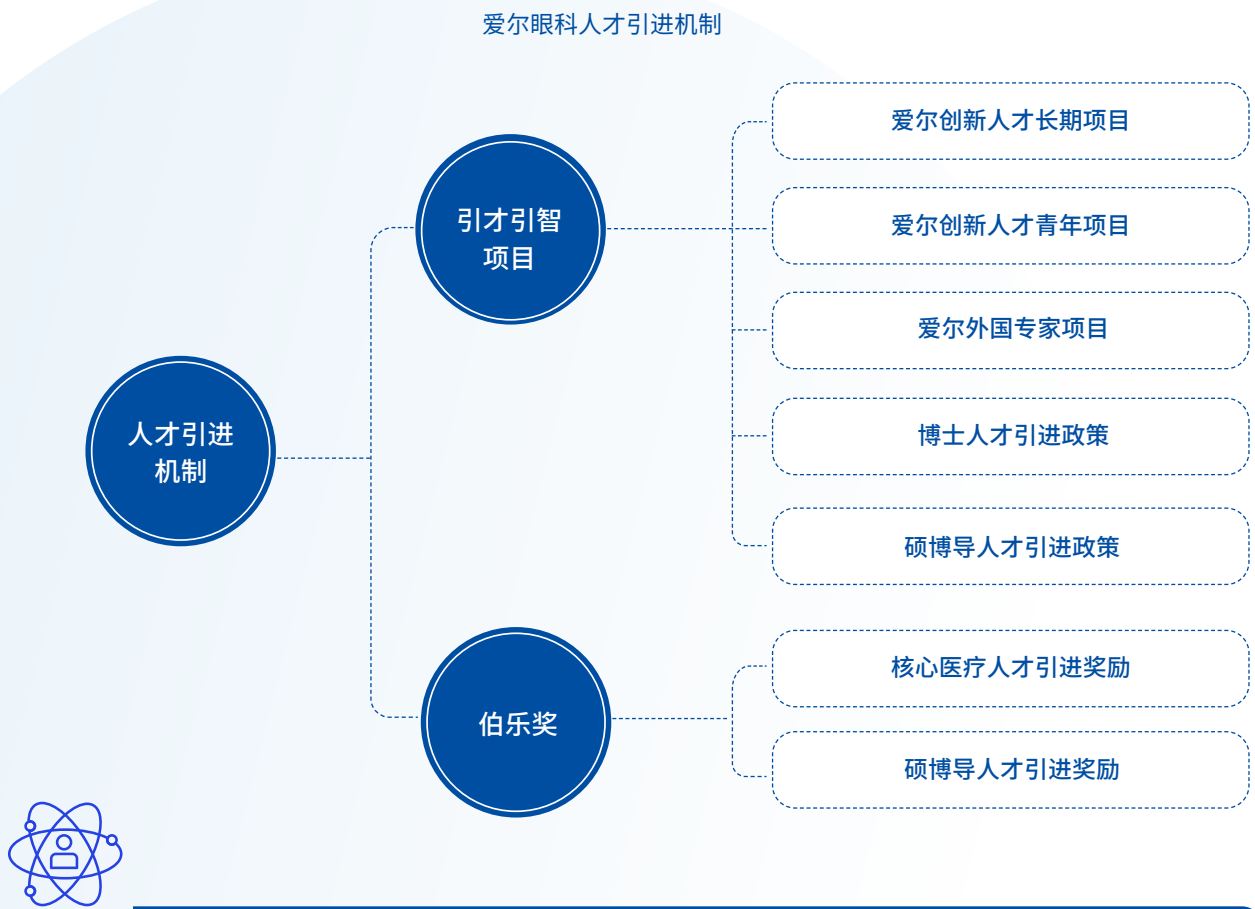 爱尔眼科人才引进机制
爱尔创新人才长期项目
引才引智
项目
爱尔创新人才青年项目
爱尔外国专家项目
人才引进
机制
博士人才引进政策
硕博导人才引进政策
伯乐奖
核心医疗人才引进奖励
硕博导人才引进奖励